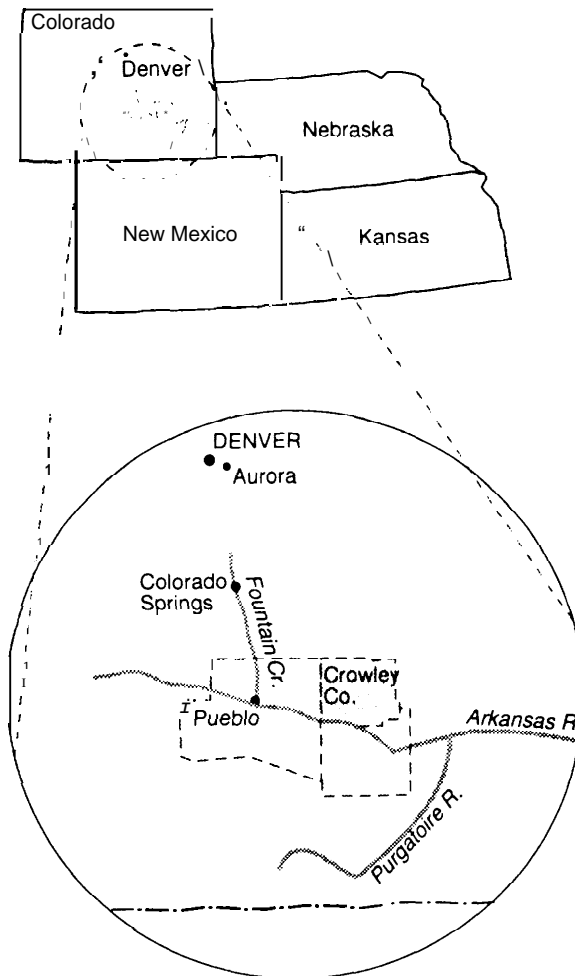 Colorado
Denver
Nebraska
New Mexico
Kansas
DENVER
Aurora
Colorado
Springs
Fountain Cr.
Crowley
Co.
Pueblo
Arkansas R
Purgatoire R.